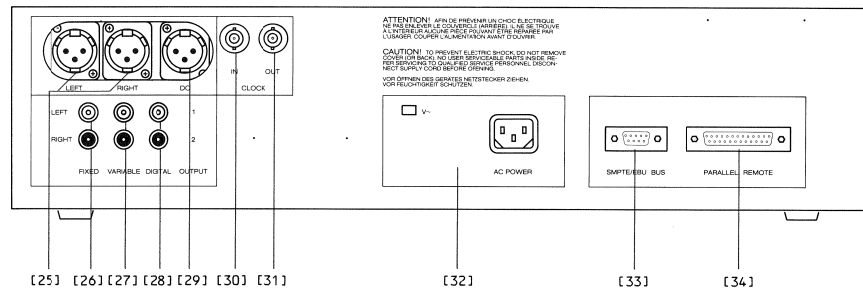 ATTENTION! AFIN DE PRÉVENIR UN CHOC ÉLECTRIQUE
NE PAS ENLEVER LE COUVERCLE (ARRIÈRE). IL NE SE TROUVE
À L'INTÉRIEUR AUCUNE PIÈCE POUVANT ÊTRE RÉPARÉE PAR
L'USAGER. COUPER L'ALIMENTATION AVANT D'OUVRIR.
CAUTION! TO PREVENT ELECTRIC SHOCK, DO NOT REMOVE
COVER (OR BACK). NO USER SERVICEABLE PARTS INSIDE. RE-
FER SERVICING TO QUALIFIED SERVICE PERSONNEL. DISCON-
NECT SUPPLY CORD BEFORE OPENING.
VOR ÖFFNEN DES GERÄTES NETZSTECKER ZIEHEN.
VOR FEUCHTIGKEIT SCHÜTZEN.
LEFT RIGHT DC
IN OUT
CLOCK
LEFT 1
RIGHT 2
FIXED VARIABLE DIGITAL OUTPUT
V~
AC POWER
SMPTE/EBU BUS
PARALLEL REMOTE
[25] [26] [27] [28] [29] [30] [31] [32] [33] [34]